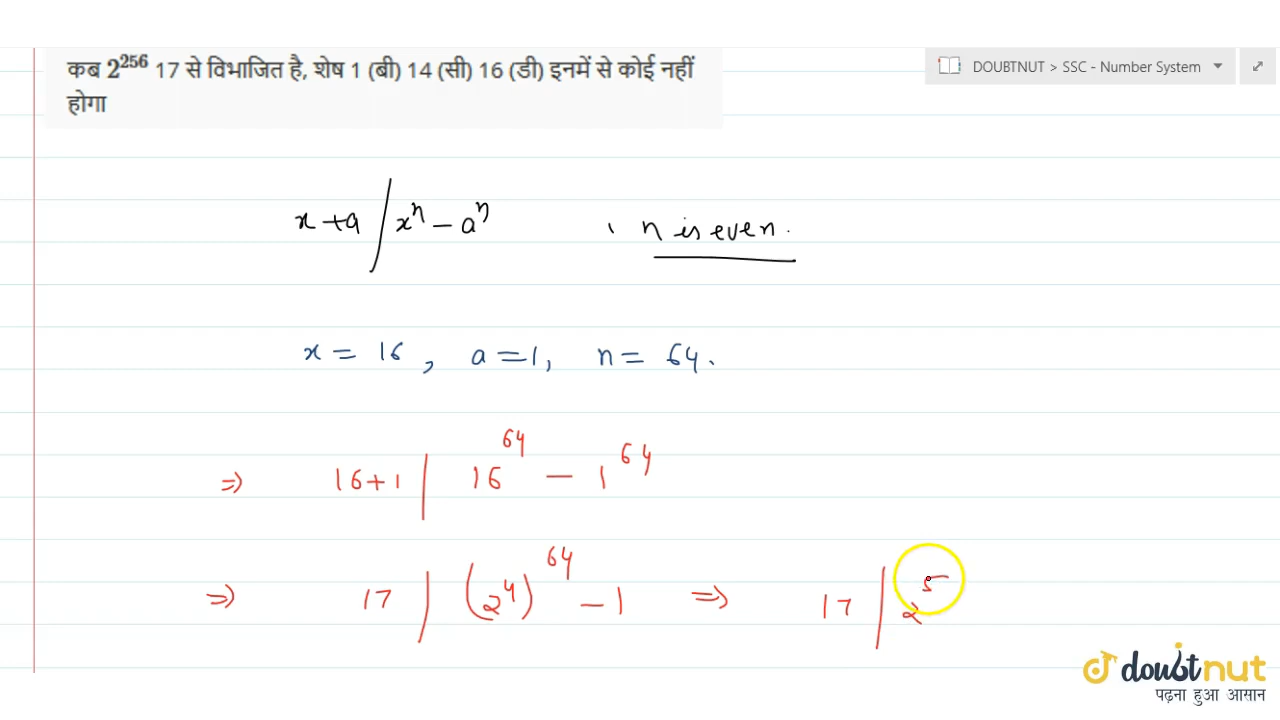 कब 2^256 17 से विभाजित है, शेष 1 (बी) 14 (सी) 16 (डी) इनमें से कोई नहीं
होगा
DOUBTNUT > SSC - Number System
x + a | x^n - a^n , n is even.
x = 16, a = 1, n = 64.
⇒ 16+1 | 16^64 - 1^64
⇒ 17 | (2^4)^64 - 1 ⇒ 17 | 2^5
doubtnut
पढ़ना हुआ आसान